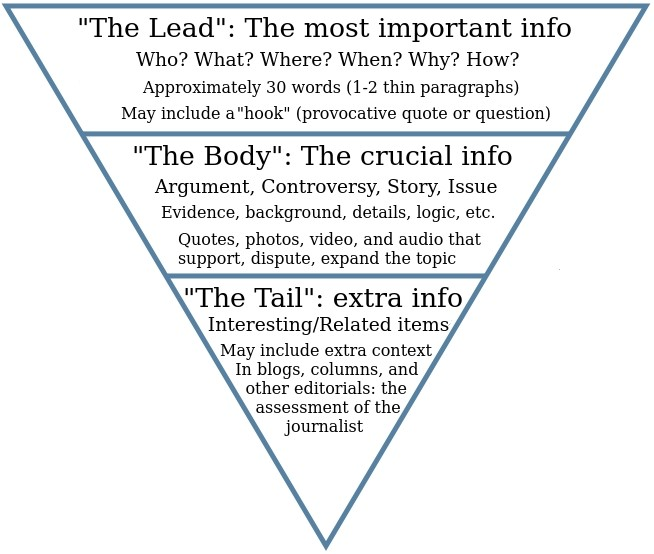 "The Lead": The most important info
Who? What? Where? When? Why? How?
Approximately 30 words (1-2 thin paragraphs)
May include a "hook" (provocative quote or question)
"The Body": The crucial info
Argument, Controversy, Story, Issue
Evidence, background, details, logic, etc.
Quotes, photos, video, and audio that
support, dispute, expand the topic
"The Tail": extra info
Interesting/Related items
May include extra context
In blogs, columns, and
other editorials: the
assessment of the
journalist